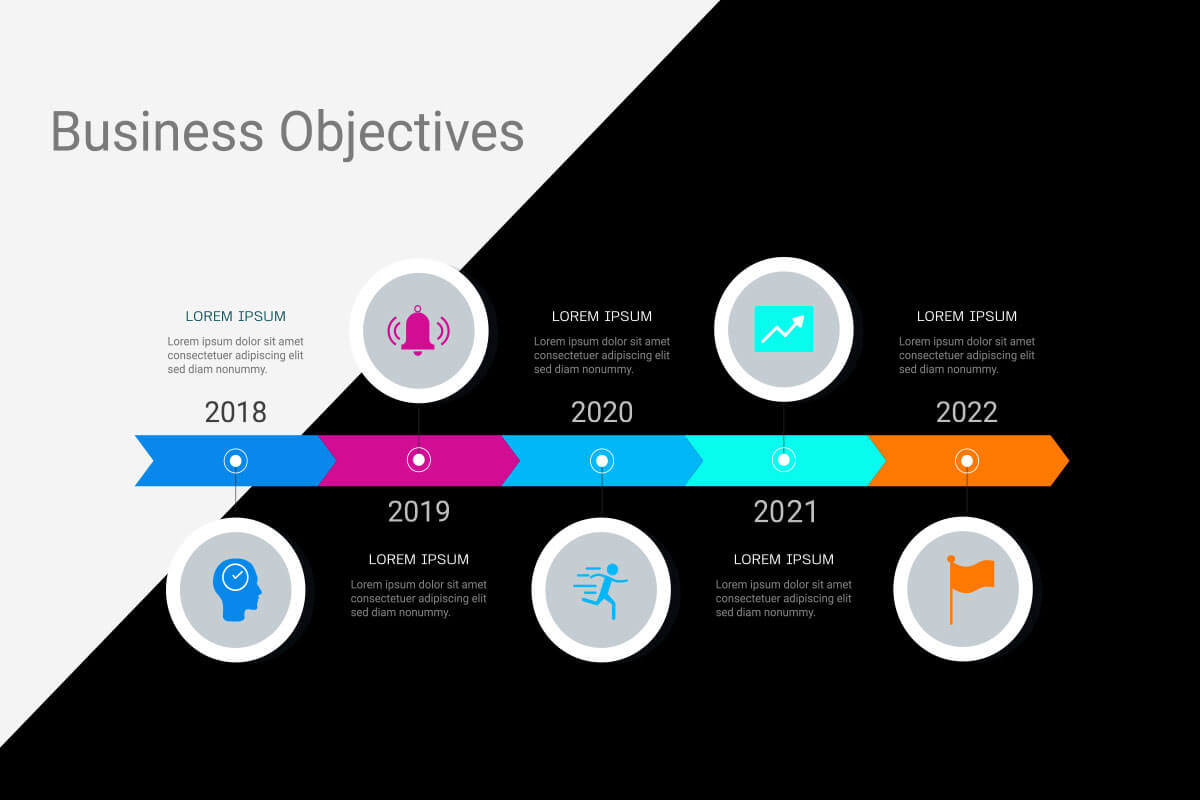 Business Objectives
LOREM IPSUM
Lorem ipsum dolor sit amet
consectetuer adipiscing elit
sed diam nonummy.
2018
2019
LOREM IPSUM
Lorem ipsum dolor sit amet
consectetuer adipiscing elit
sed diam nonummy.
LOREM IPSUM
Lorem ipsum dolor sit amet
consectetuer adipiscing elit
sed diam nonummy.
2020
2021
LOREM IPSUM
Lorem ipsum dolor sit amet
consectetuer adipiscing elit
sed diam nonummy.
LOREM IPSUM
Lorem ipsum dolor sit amet
consectetuer adipiscing elit
sed diam nonummy.
2022